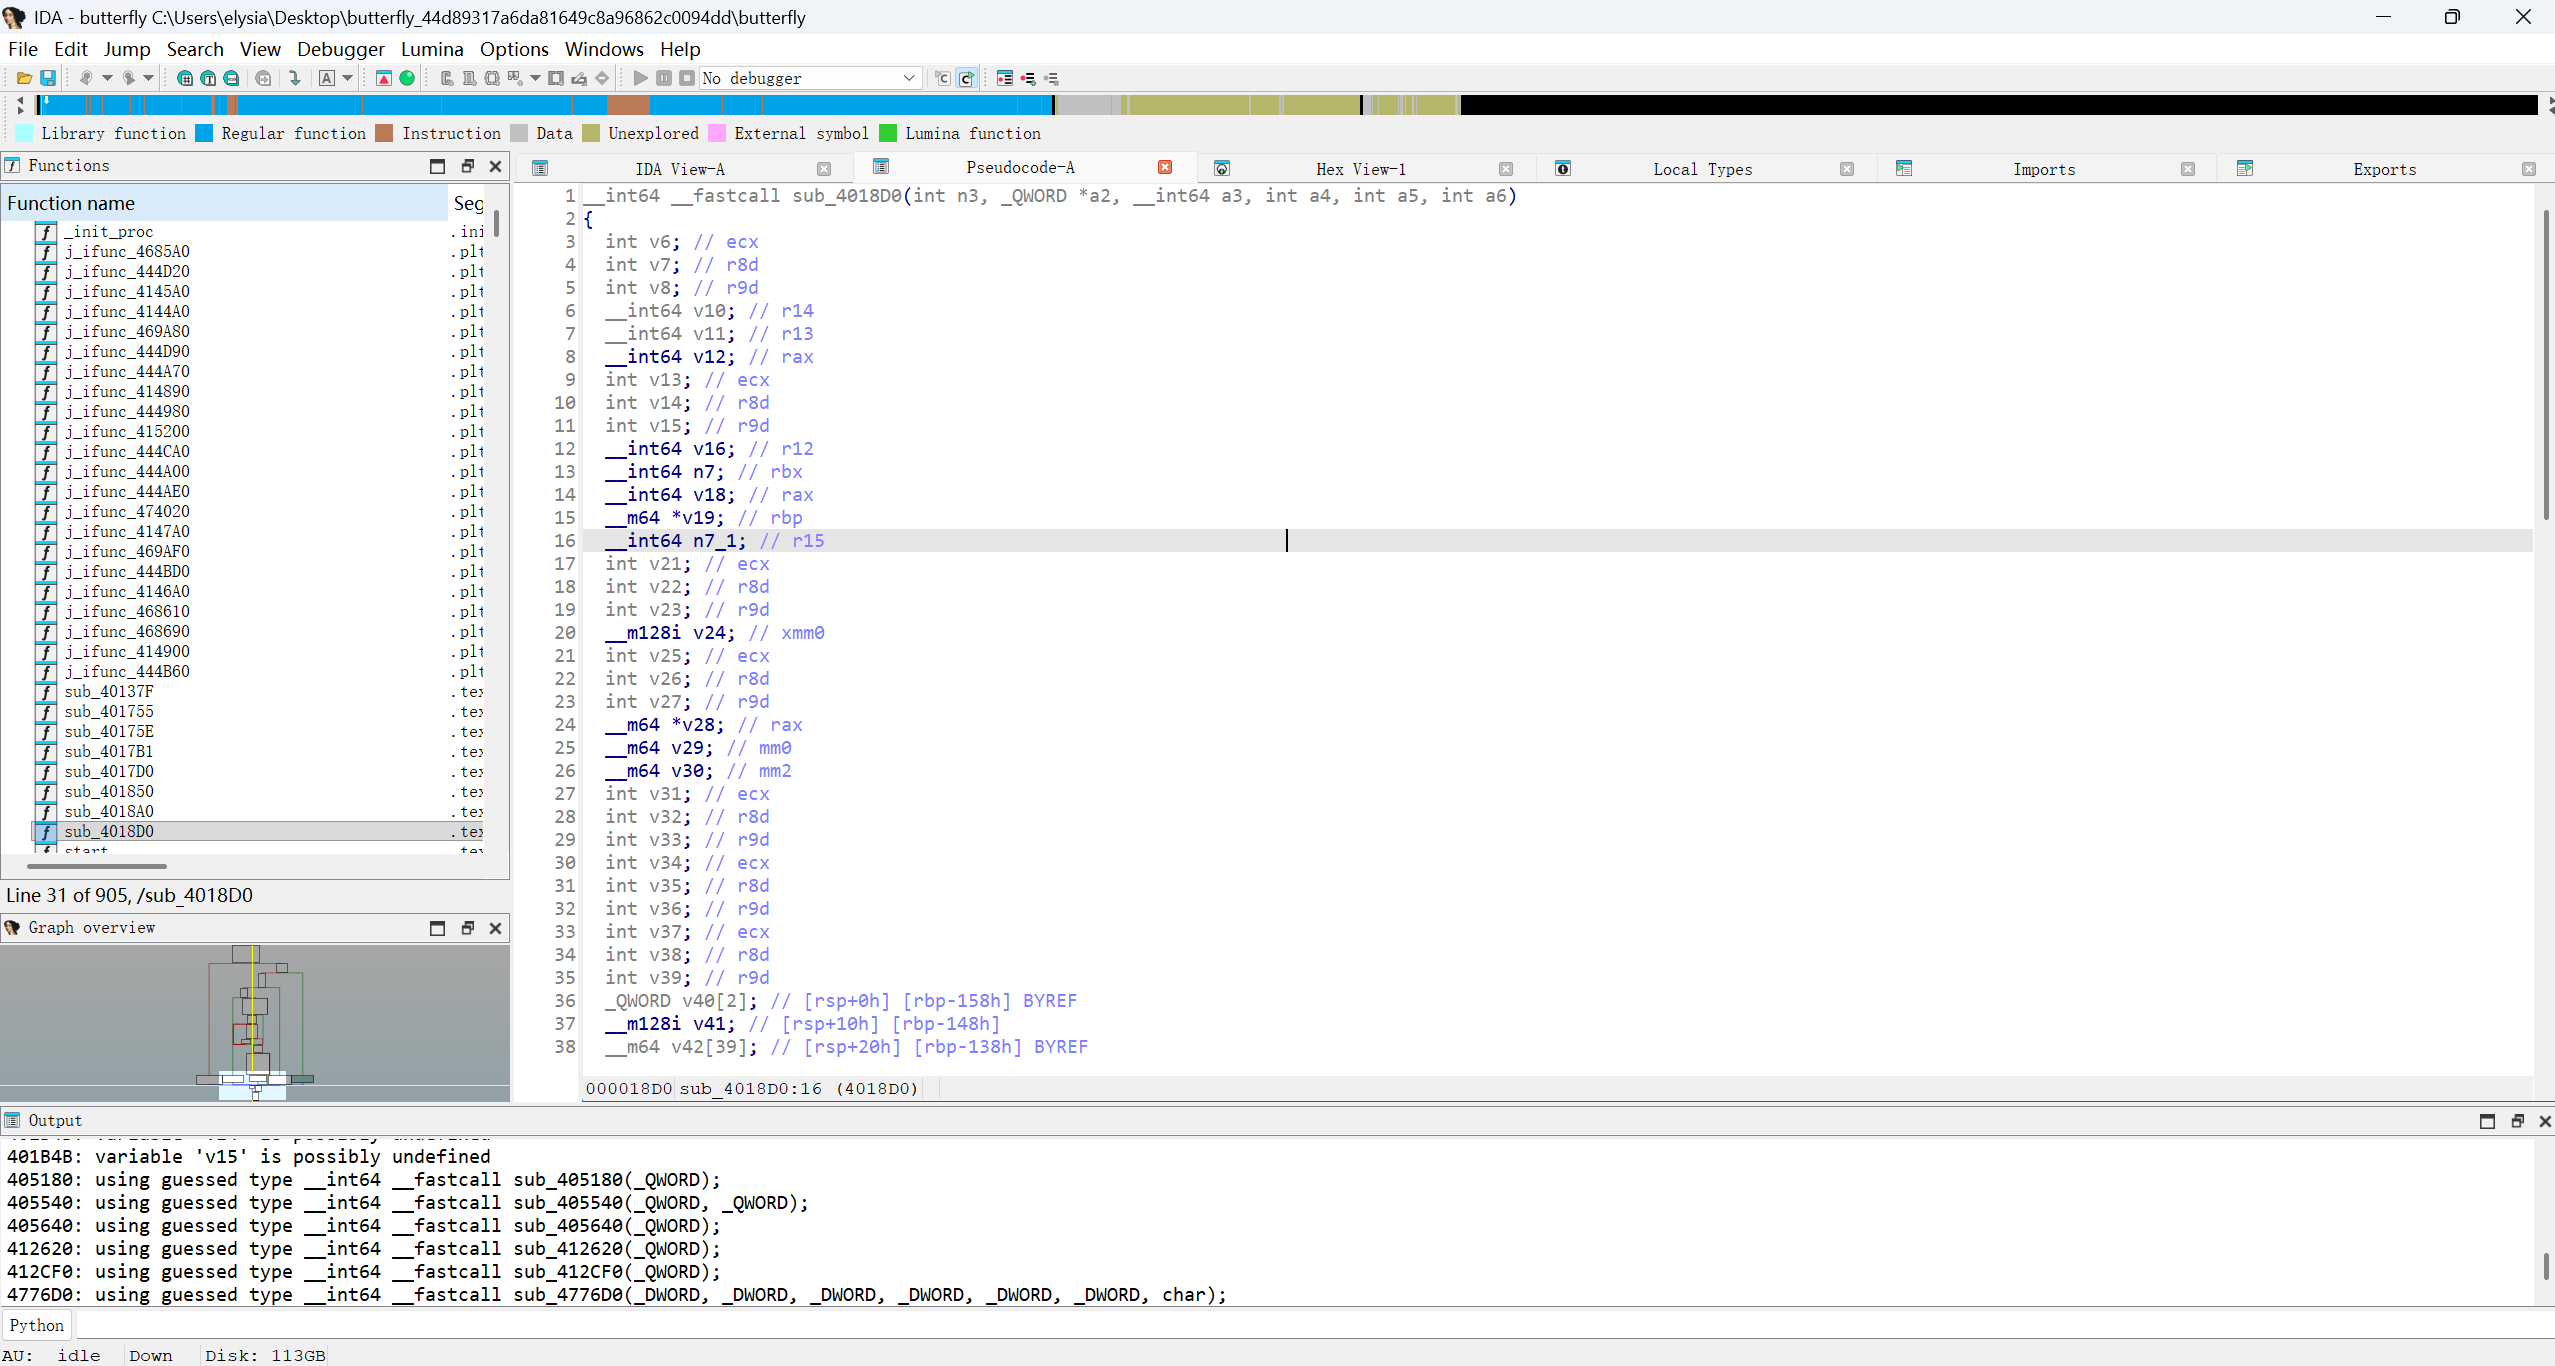 IDA - butterfly C:\Users\elysia\Desktop\butterfly_44d89317a6da81649c8a96862c0094dd\butterfly
File Edit Jump Search View Debugger Lumina Options Windows Help
No debugger
Library function Regular function Instruction Data Unexplored External symbol Lumina function
Functions
Function name Seg
_init_proc .ini
j_ifunc_4685A0 .plt
j_ifunc_444D20 .plt
j_ifunc_4145A0 .plt
j_ifunc_4144A0 .plt
j_ifunc_469A80 .plt
j_ifunc_444D90 .plt
j_ifunc_444A70 .plt
j_ifunc_414890 .plt
j_ifunc_444980 .plt
j_ifunc_415200 .plt
j_ifunc_444CA0 .plt
j_ifunc_444A00 .plt
j_ifunc_444AE0 .plt
j_ifunc_474020 .plt
j_ifunc_4147A0 .plt
j_ifunc_469AF0 .plt
j_ifunc_444BD0 .plt
j_ifunc_4146A0 .plt
j_ifunc_468610 .plt
j_ifunc_468690 .plt
j_ifunc_414900 .plt
j_ifunc_444B60 .plt
sub_40137F .tex
sub_401755 .tex
sub_40175E .tex
sub_4017B1 .tex
sub_4017D0 .tex
sub_401850 .tex
sub_4018A0 .tex
sub_4018D0 .tex
start .tex
Line 31 of 905, /sub_4018D0
Graph overview
IDA View-A Pseudocode-A Hex View-1 Local Types Imports Exports
1 __int64 __fastcall sub_4018D0(int n3, _QWORD *a2, __int64 a3, int a4, int a5, int a6)
2 {
3 int v6; // ecx
4 int v7; // r8d
5 int v8; // r9d
6 __int64 v10; // r14
7 __int64 v11; // r13
8 __int64 v12; // rax
9 int v13; // ecx
10 int v14; // r8d
11 int v15; // r9d
12 __int64 v16; // r12
13 __int64 n7; // rbx
14 __int64 v18; // rax
15 __m64 *v19; // rbp
16 __int64 n7_1; // r15
17 int v21; // ecx
18 int v22; // r8d
19 int v23; // r9d
20 __m128i v24; // xmm0
21 int v25; // ecx
22 int v26; // r8d
23 int v27; // r9d
24 __m64 *v28; // rax
25 __m64 v29; // mm0
26 __m64 v30; // mm2
27 int v31; // ecx
28 int v32; // r8d
29 int v33; // r9d
30 int v34; // ecx
31 int v35; // r8d
32 int v36; // r9d
33 int v37; // ecx
34 int v38; // r8d
35 int v39; // r9d
36 _QWORD v40[2]; // [rsp+0h] [rbp-158h] BYREF
37 __m128i v41; // [rsp+10h] [rbp-148h]
38 __m64 v42[39]; // [rsp+20h] [rbp-138h] BYREF
000018D0 sub_4018D0:16 (4018D0)
Output
401B4B: variable 'v15' is possibly undefined
405180: using guessed type __int64 __fastcall sub_405180(_QWORD);
405540: using guessed type __int64 __fastcall sub_405540(_QWORD, _QWORD);
405640: using guessed type __int64 __fastcall sub_405640(_QWORD);
412620: using guessed type __int64 __fastcall sub_412620(_QWORD);
412CF0: using guessed type __int64 __fastcall sub_412CF0(_QWORD);
4776D0: using guessed type __int64 __fastcall sub_4776D0(_DWORD, _DWORD, _DWORD, _DWORD, _DWORD, _DWORD, char);
Python
AU: idle Down Disk: 113GB